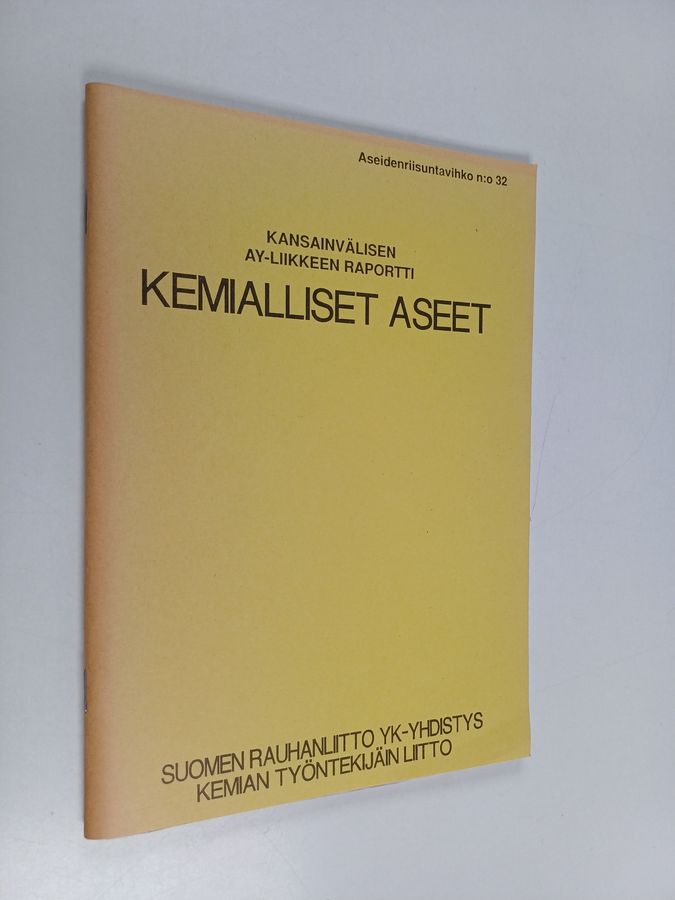 Aseidenriisuntavihko n:o 32
KANSAINVÄLISEN
AY-LIIKKEEN RAPORTTI
KEMIALLISET ASEET
SUOMEN RAUHANLIITTO YK-YHDISTYS
KEMIAN TYÖNTEKIJÄIN LIITTO